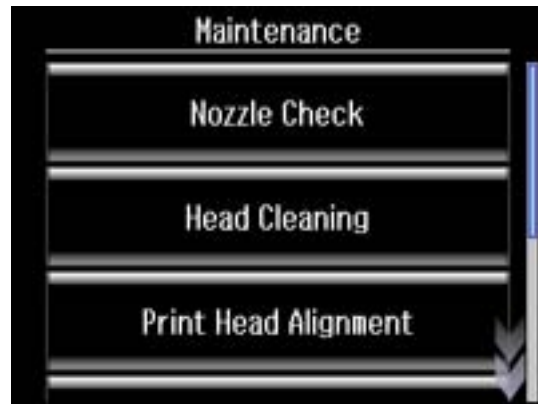 Maintenance
Nozzle Check
Head Cleaning
Print Head Alignment